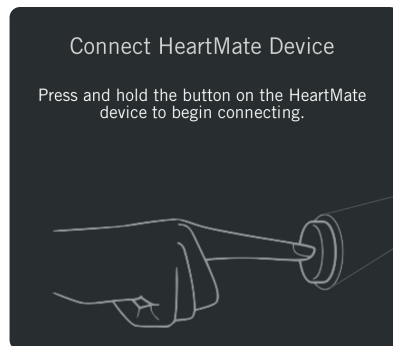 Connect HeartMate Device
Press and hold the button on the HeartMate
device to begin connecting.